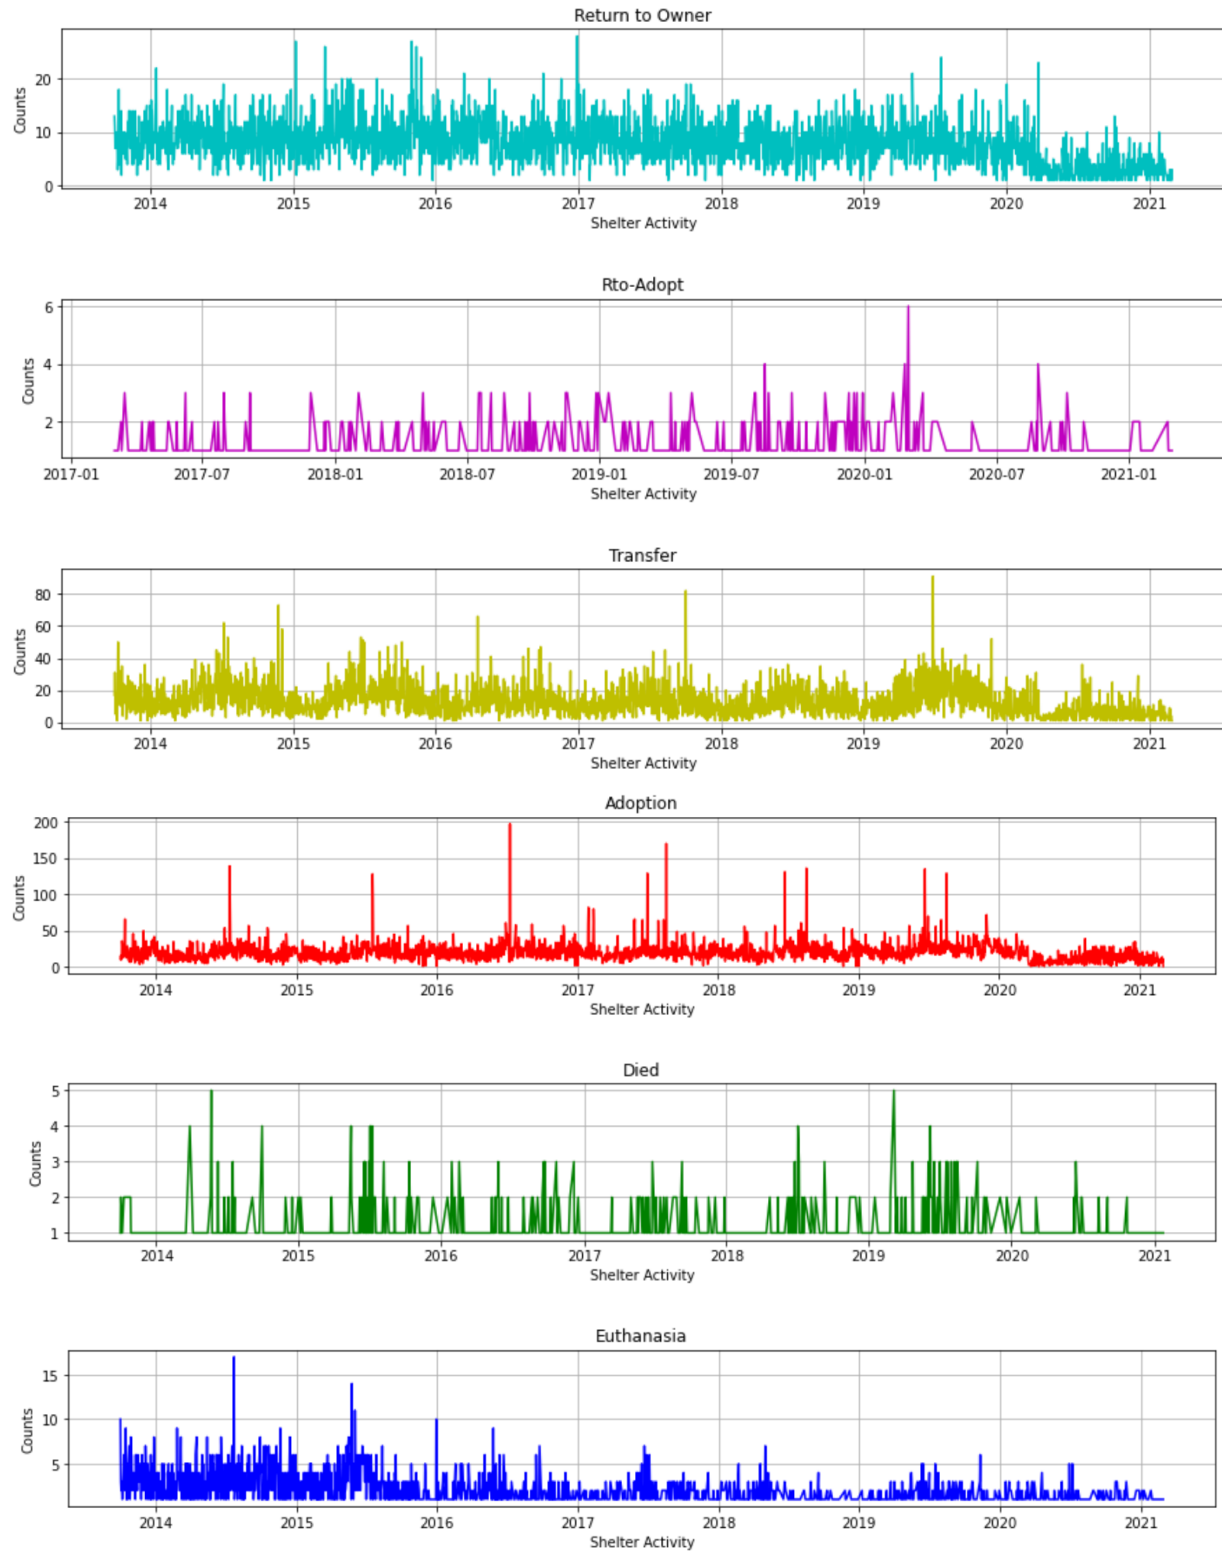 Return to Owner
20
10
0
Counts
2014 2015 2016 2017 2018 2019 2020 2021
Shelter Activity
Rto-Adopt
6
4
2
Counts
2017-01 2017-07 2018-01 2018-07 2019-01 2019-07 2020-01 2020-07 2021-01
Shelter Activity
Transfer
80
60
40
20
0
Counts
2014 2015 2016 2017 2018 2019 2020 2021
Shelter Activity
Adoption
200
150
100
50
0
Counts
2014 2015 2016 2017 2018 2019 2020 2021
Shelter Activity
Died
5
4
3
2
1
Counts
2014 2015 2016 2017 2018 2019 2020 2021
Shelter Activity
Euthanasia
15
10
5
Counts
2014 2015 2016 2017 2018 2019 2020 2021
Shelter Activity